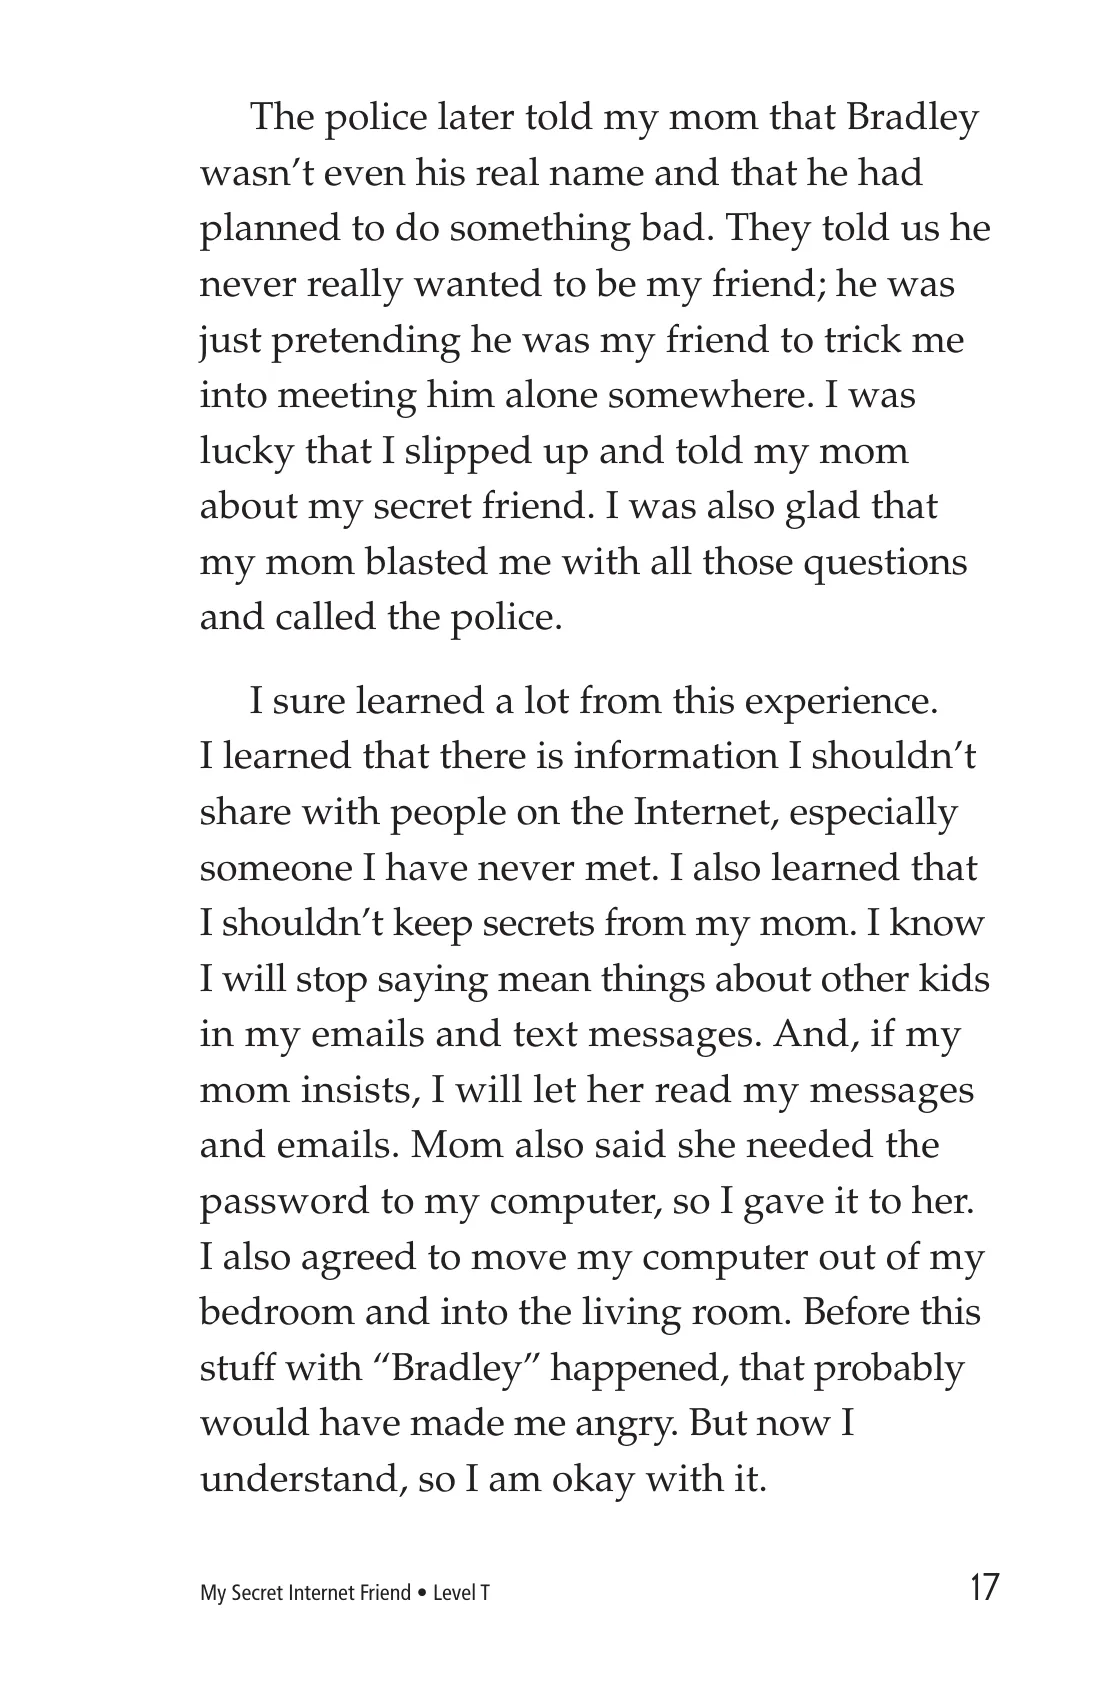 The police later told my mom that Bradley
wasn’t even his real name and that he had
planned to do something bad. They told us he
never really wanted to be my friend; he was
just pretending he was my friend to trick me
into meeting him alone somewhere. I was
lucky that I slipped up and told my mom
about my secret friend. I was also glad that
my mom blasted me with all those questions
and called the police.
I sure learned a lot from this experience.
I learned that there is information I shouldn’t
share with people on the Internet, especially
someone I have never met. I also learned that
I shouldn’t keep secrets from my mom. I know
I will stop saying mean things about other kids
in my emails and text messages. And, if my
mom insists, I will let her read my messages
and emails. Mom also said she needed the
password to my computer, so I gave it to her.
I also agreed to move my computer out of my
bedroom and into the living room. Before this
stuff with “Bradley” happened, that probably
would have made me angry. But now I
understand, so I am okay with it.
My Secret Internet Friend • Level T
17